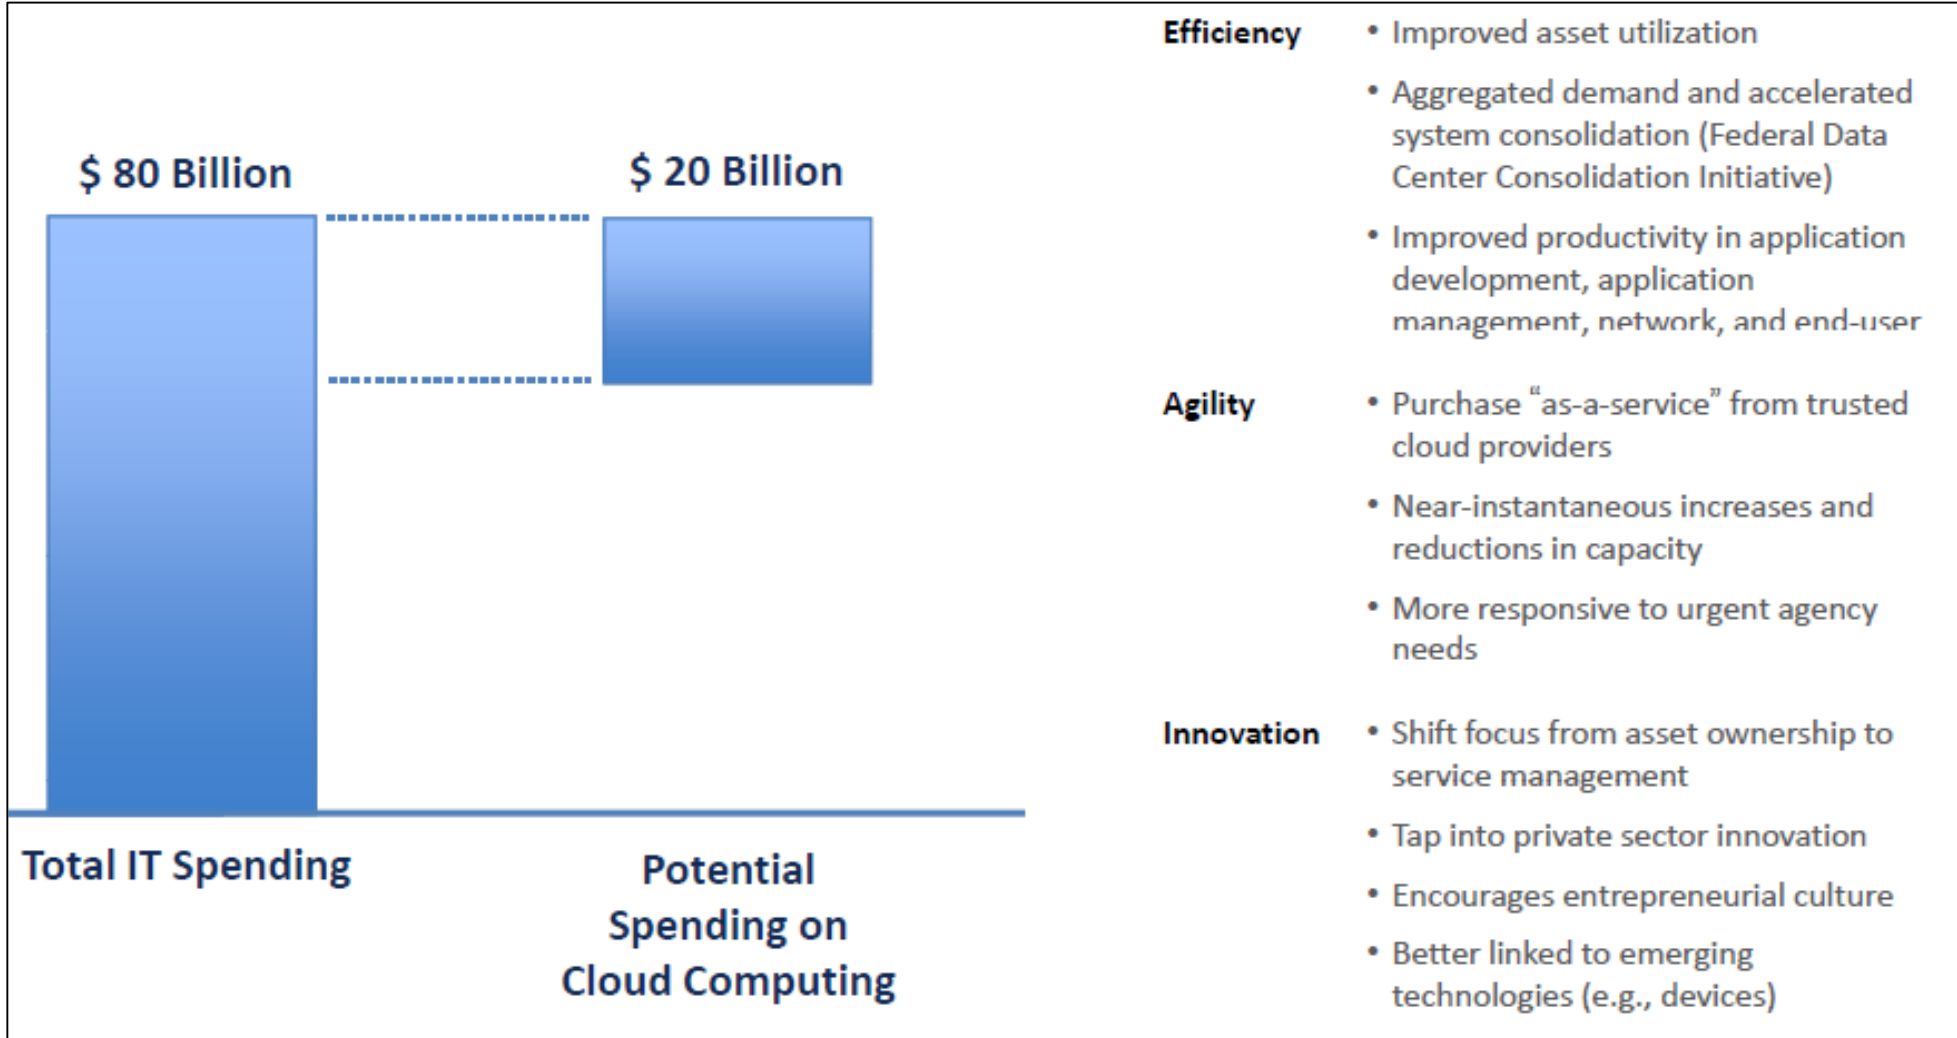 $ 80 Billion
$ 20 Billion
Total IT Spending
Potential
Spending on
Cloud Computing
Efficiency
• Improved asset utilization
• Aggregated demand and accelerated
system consolidation (Federal Data
Center Consolidation Initiative)
• Improved productivity in application
development, application
management, network, and end-user
Agility
• Purchase “as-a-service” from trusted
cloud providers
• Near-instantaneous increases and
reductions in capacity
• More responsive to urgent agency
needs
Innovation
• Shift focus from asset ownership to
service management
• Tap into private sector innovation
• Encourages entrepreneurial culture
• Better linked to emerging
technologies (e.g., devices)